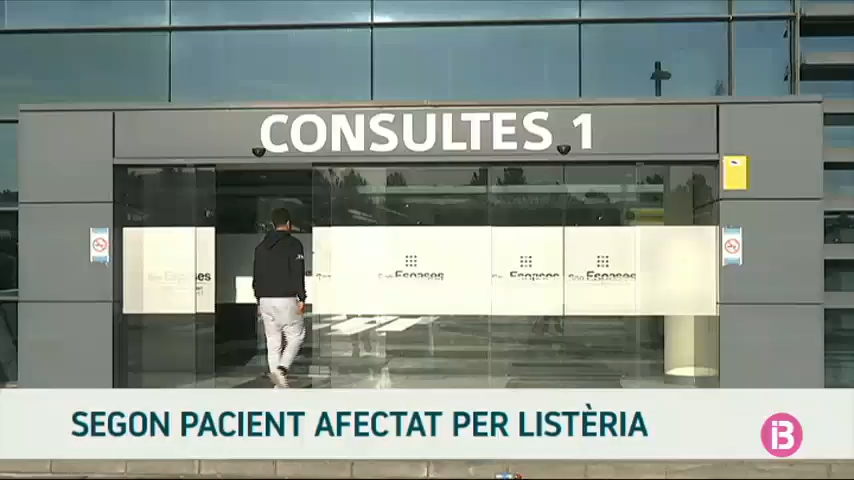 CONSULTES 1
Son Espases
Son Espases
Son Espases
Son Espases
SEGON PACIENT AFECTAT PER LISTÈRIA
IB